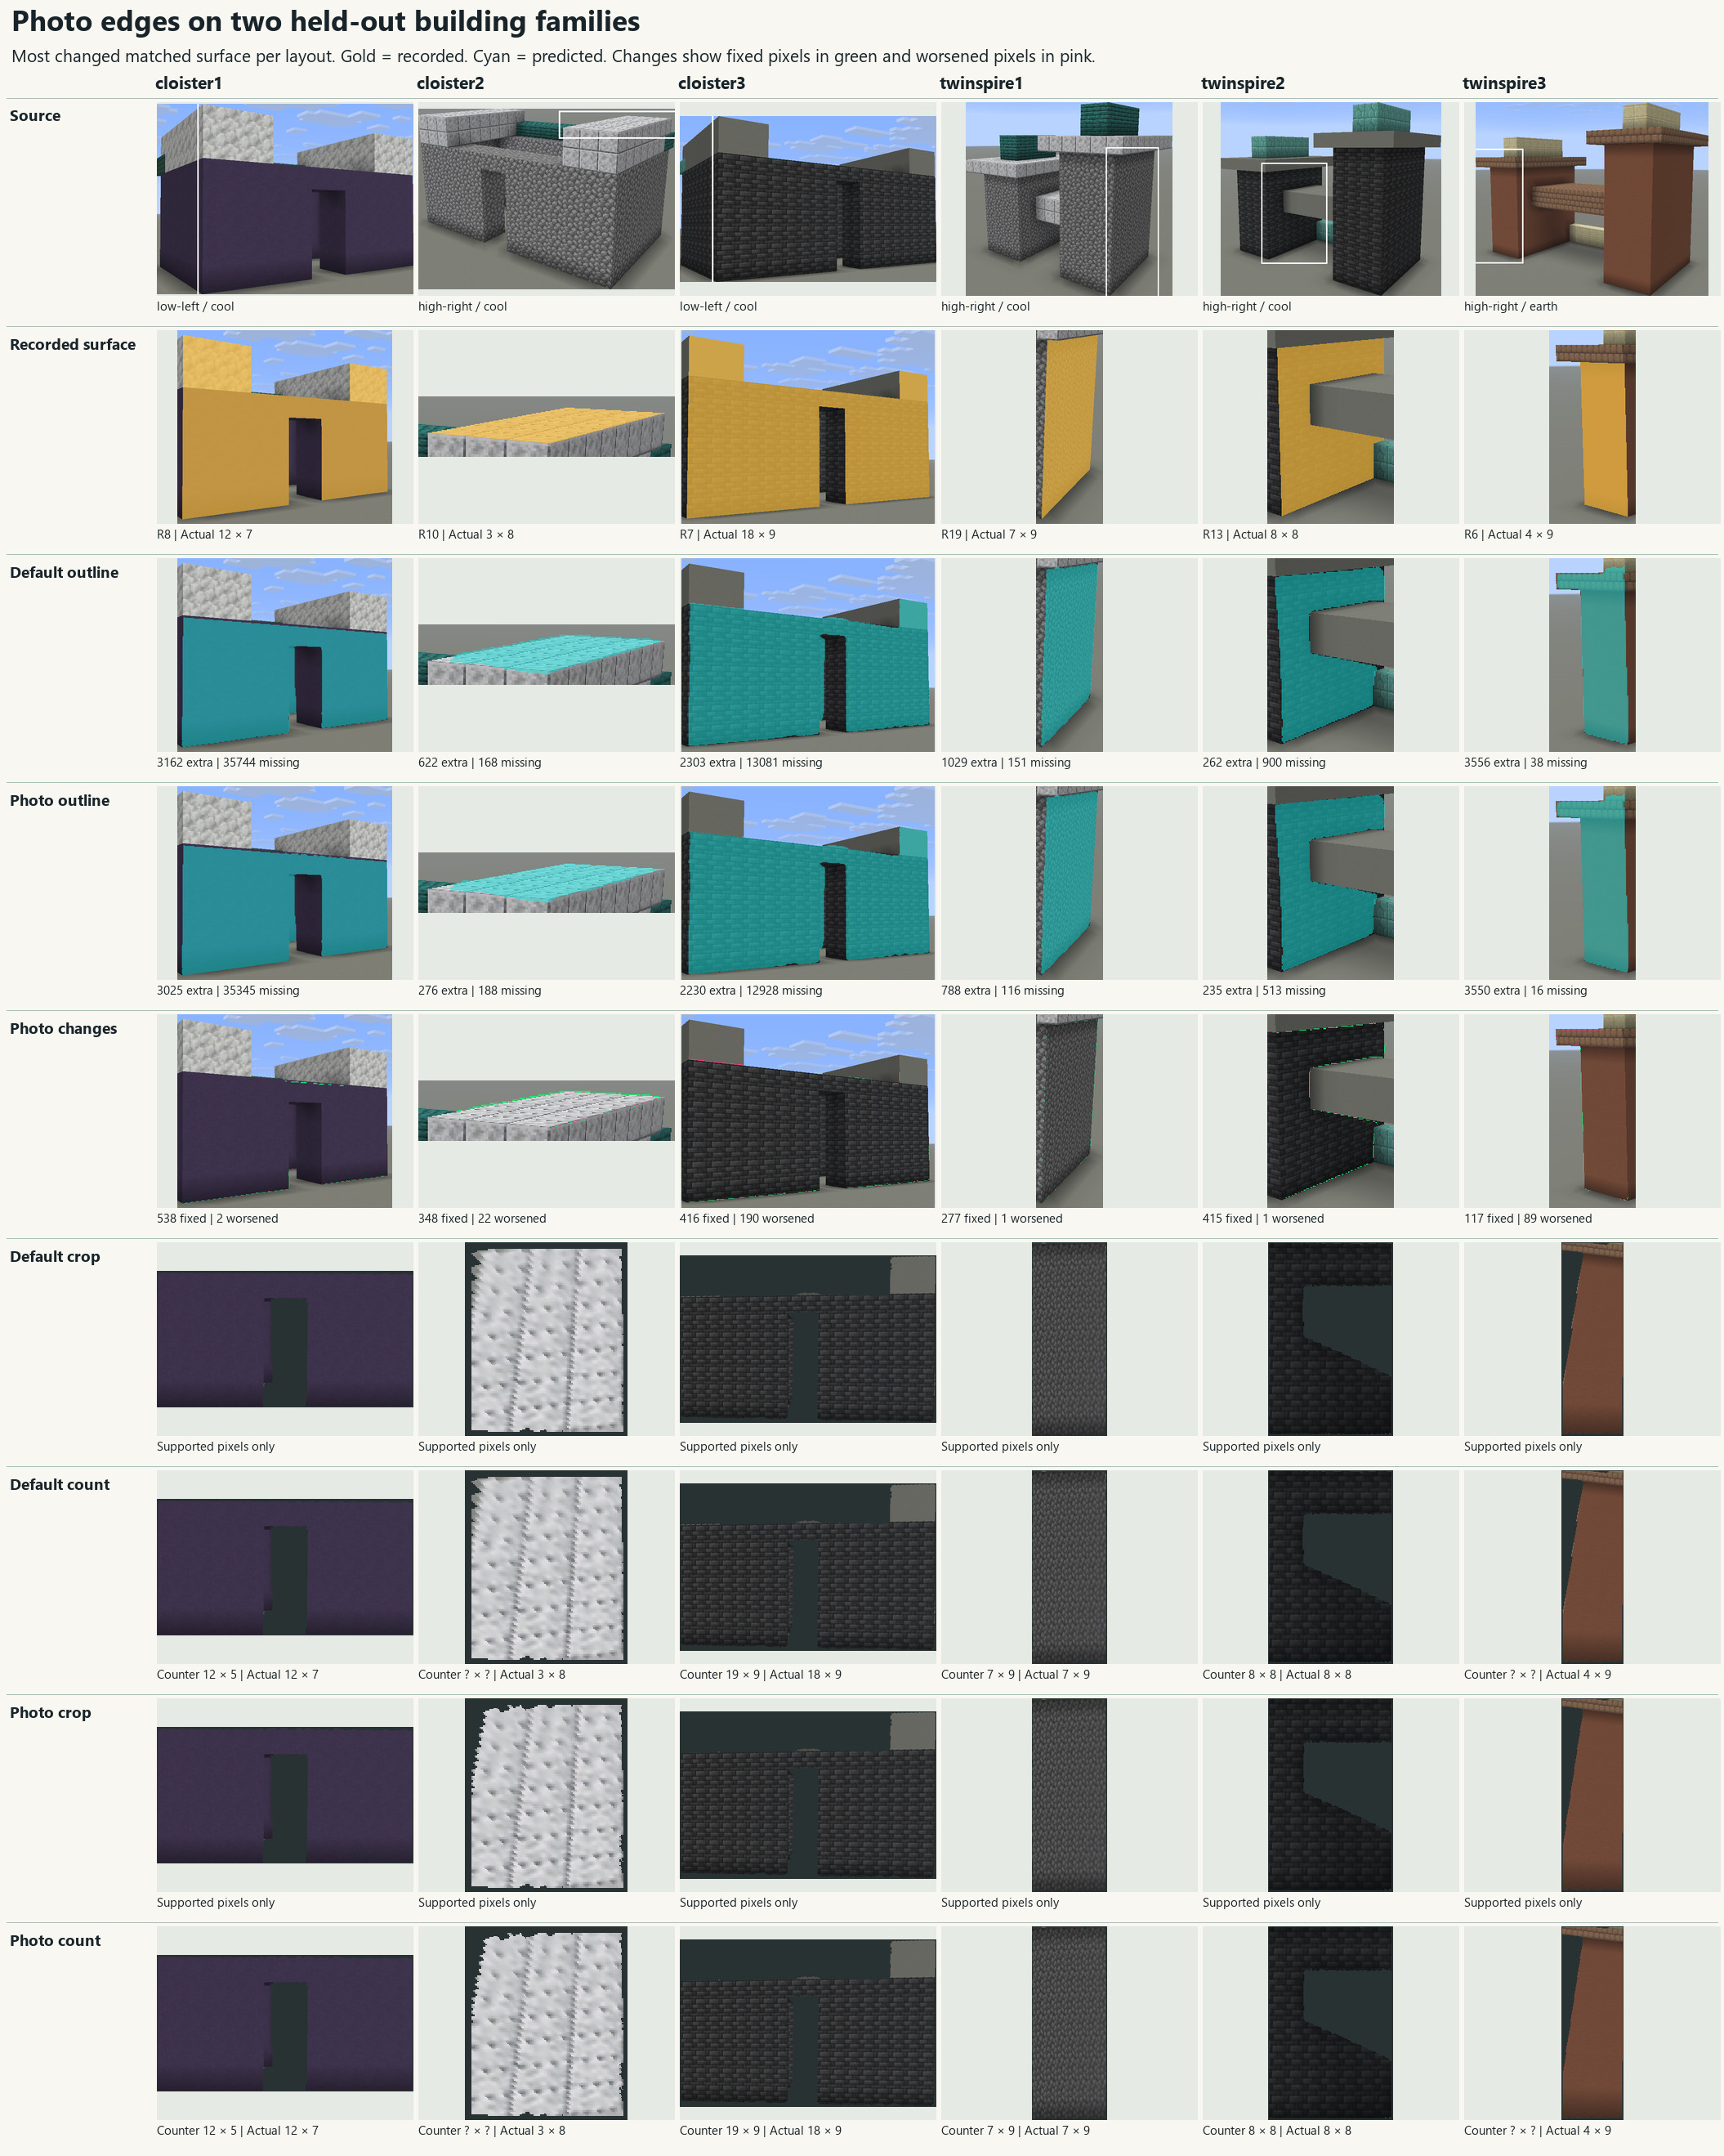 Photo edges on two held-out building families
Most changed matched surface per layout. Gold = recorded. Cyan = predicted. Changes show fixed pixels in green and worsened pixels in pink.
cloister1 cloister2 cloister3 twinspire1 twinspire2 twinspire3
Source
low-left / cool high-right / cool low-left / cool high-right / cool high-right / cool high-right / earth
Recorded surface
R8 | Actual 12 × 7 R10 | Actual 3 × 8 R7 | Actual 18 × 9 R19 | Actual 7 × 9 R13 | Actual 8 × 8 R6 | Actual 4 × 9
Default outline
3162 extra | 35744 missing 622 extra | 168 missing 2303 extra | 13081 missing 1029 extra | 151 missing 262 extra | 900 missing 3556 extra | 38 missing
Photo outline
3025 extra | 35345 missing 276 extra | 188 missing 2230 extra | 12928 missing 788 extra | 116 missing 235 extra | 513 missing 3550 extra | 16 missing
Photo changes
538 fixed | 2 worsened 348 fixed | 22 worsened 416 fixed | 190 worsened 277 fixed | 1 worsened 415 fixed | 1 worsened 117 fixed | 89 worsened
Default crop
Supported pixels only Supported pixels only Supported pixels only Supported pixels only Supported pixels only Supported pixels only
Default count
Counter 12 × 5 | Actual 12 × 7 Counter ? × ? | Actual 3 × 8 Counter 19 × 9 | Actual 18 × 9 Counter 7 × 9 | Actual 7 × 9 Counter 8 × 8 | Actual 8 × 8 Counter ? × ? | Actual 4 × 9
Photo crop
Supported pixels only Supported pixels only Supported pixels only Supported pixels only Supported pixels only Supported pixels only
Photo count
Counter 12 × 5 | Actual 12 × 7 Counter ? × ? | Actual 3 × 8 Counter 19 × 9 | Actual 18 × 9 Counter 7 × 9 | Actual 7 × 9 Counter 8 × 8 | Actual 8 × 8 Counter ? × ? | Actual 4 × 9